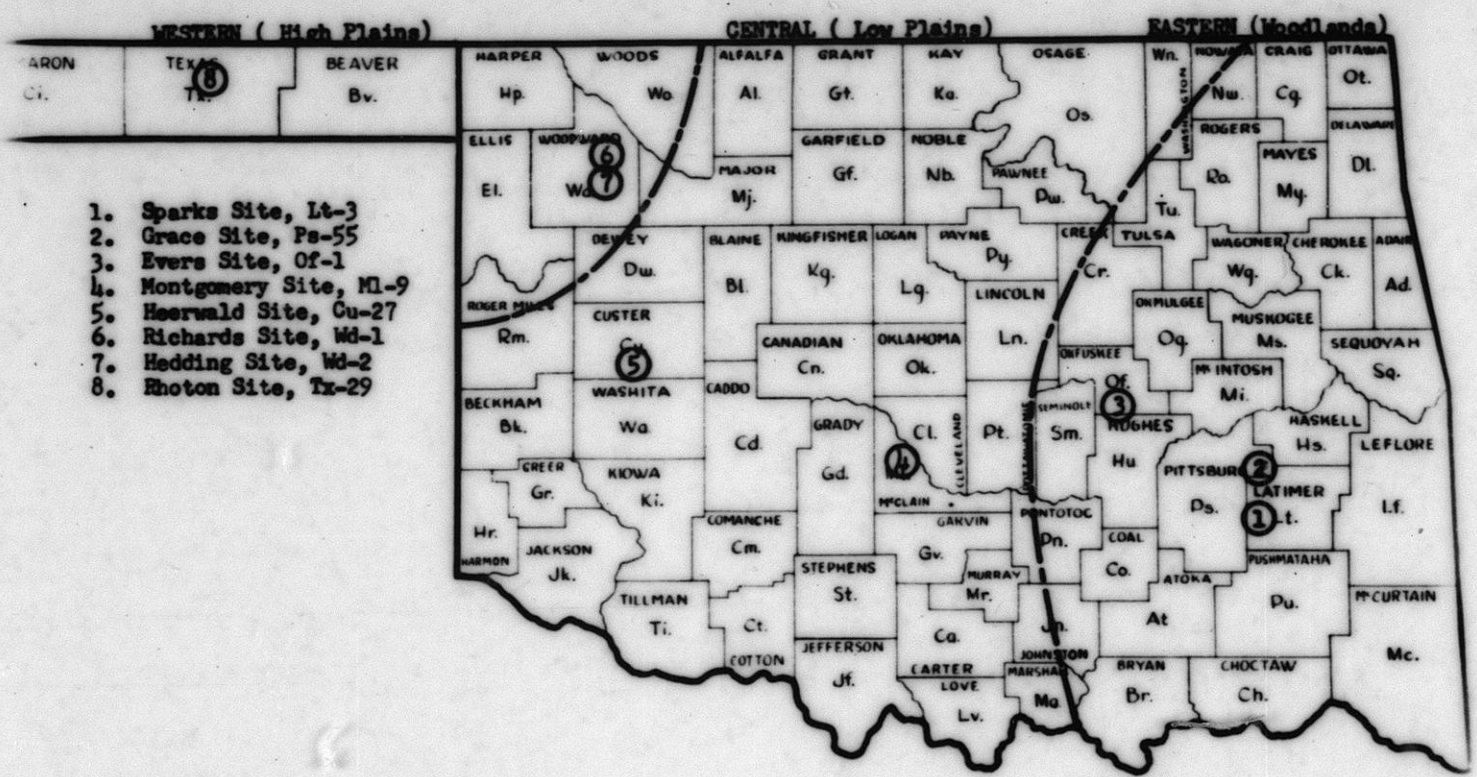 WESTERN ( High Plains)
CENTRAL ( Low Plains)
EASTERN (Woodlands)
ARON TEXAS BEAVER HARPER WOODS ALFALFA GRANT KAY OSAGE Wn. WASHINGTON NOWATA CRAIG OTTAWA
Ci. Tx. 8 Bv. Hp. Wo. Al. Gt. Ka. Os. Nw. Cg. Ot.
ELLIS WOODWARD 6 GARFIELD NOBLE ROGERS DELAWARE
El. Wd. 7 MAJOR Mj. Gf. Nb. PAWNEE Pw. Ro. MAYES My. Dl.
Tu.
1. Sparks Site, Lt-3
2. Grace Site, Ps-55
3. Evers Site, Of-1
4. Montgomery Site, Ml-9
5. Heerwald Site, Cu-27
6. Richards Site, Wd-1
7. Hedding Site, Wd-2
8. Rhoton Site, Tx-29
DEWEY BLAINE KINGFISHER LOGAN PAYNE CREEK TULSA WAGONER CHEROKEE ADAIR
Dw. Bl. Kg. Lg. Py. Cr. Wg. Ck. Ad.
ROGER MILLS CUSTER LINCOLN OKMULGEE MUSKOGEE
Rm. Cu. 5 CANADIAN OKLAHOMA Ln. OKFUSKEE Og. Ms. SEQUOYAH
Cn. Ok. Of. 3 McINTOSH Mi. Sq.
BECKHAM WASHITA CADDO GRADY Cl. CLEVELAND POTTAWATOMIE SEMINOLE HUGHES HASKELL LEFLORE
Bk. Wa. Cd. Gd. 4 Pt. Sm. Hu Hs.
GREER KIOWA McCLAIN PITTSBURG 2 LATIMER
Gr. Ki. Ps. 1 Lt. Lf.
Hr. HARMON JACKSON COMANCHE GARVIN PONTOTOC COAL PUSHMATAHA
Jk. Cm. Gv. Pn. Co. ATOKA
TILLMAN STEPHENS MURRAY McCURTAIN
Ti. Ct. St. Mr. Jn. At Pu. Mc.
COTTON JEFFERSON Ca. CARTER JOHNSTON
Jf. LOVE MARSHALL BRYAN CHOCTAW
Lv. Ma. Br. Ch.